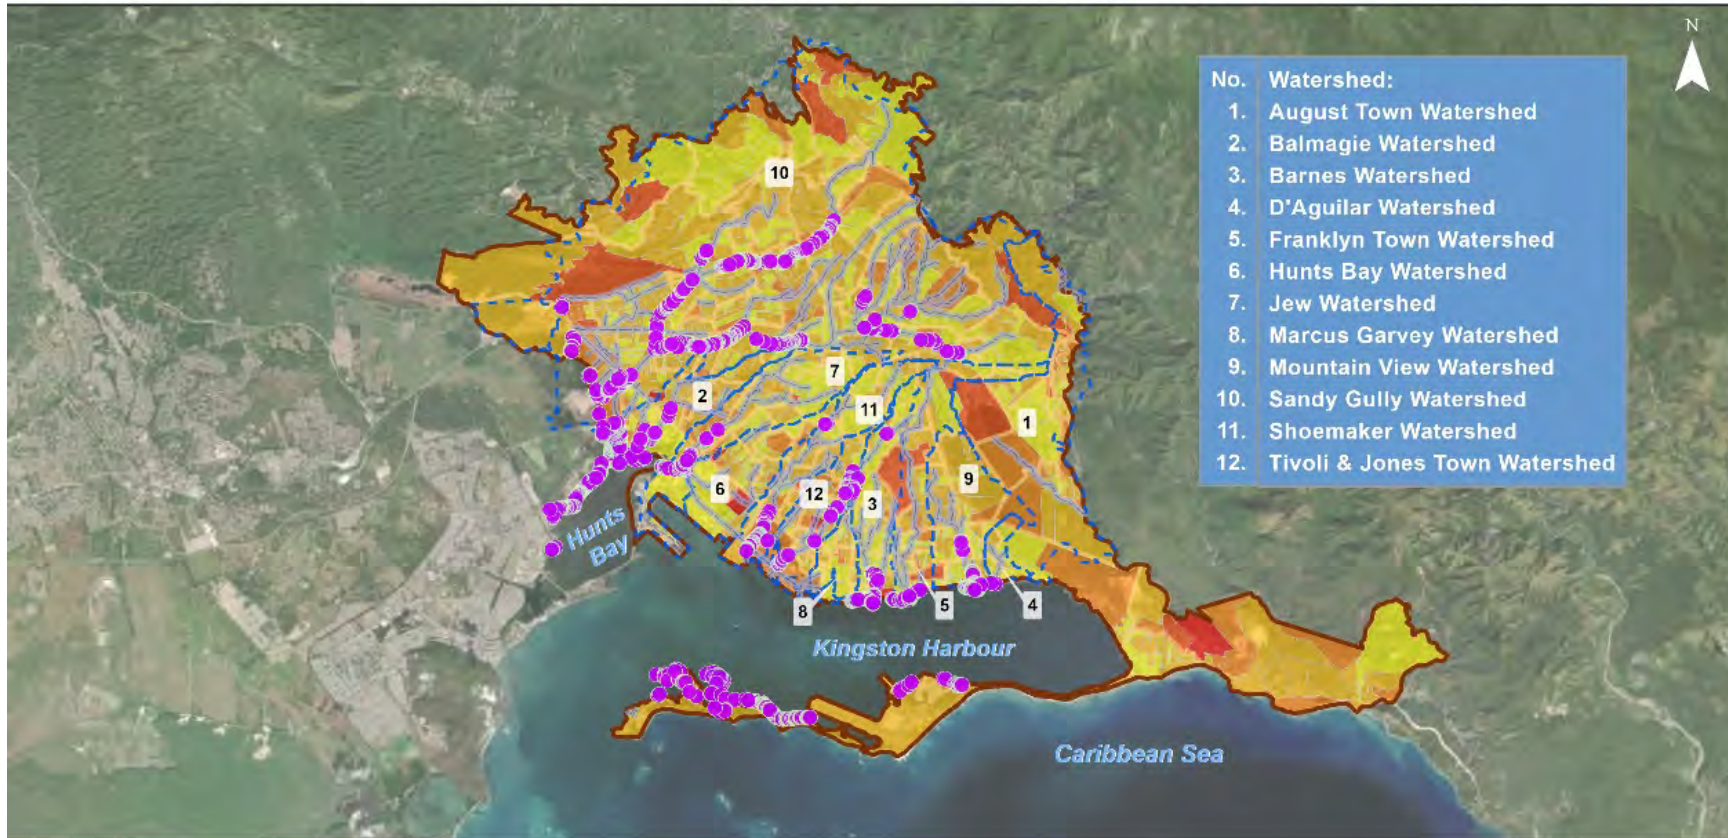 N
No. Watershed:
1. August Town Watershed
2. Balmagie Watershed
3. Barnes Watershed
4. D'Aguilar Watershed
5. Franklyn Town Watershed
6. Hunts Bay Watershed
7. Jew Watershed
8. Marcus Garvey Watershed
9. Mountain View Watershed
10. Sandy Gully Watershed
11. Shoemaker Watershed
12. Tivoli & Jones Town Watershed
10
7
2
11
1
9
6
12
3
Hunts
Bay
8
5
4
Kingston Harbour
Caribbean Sea